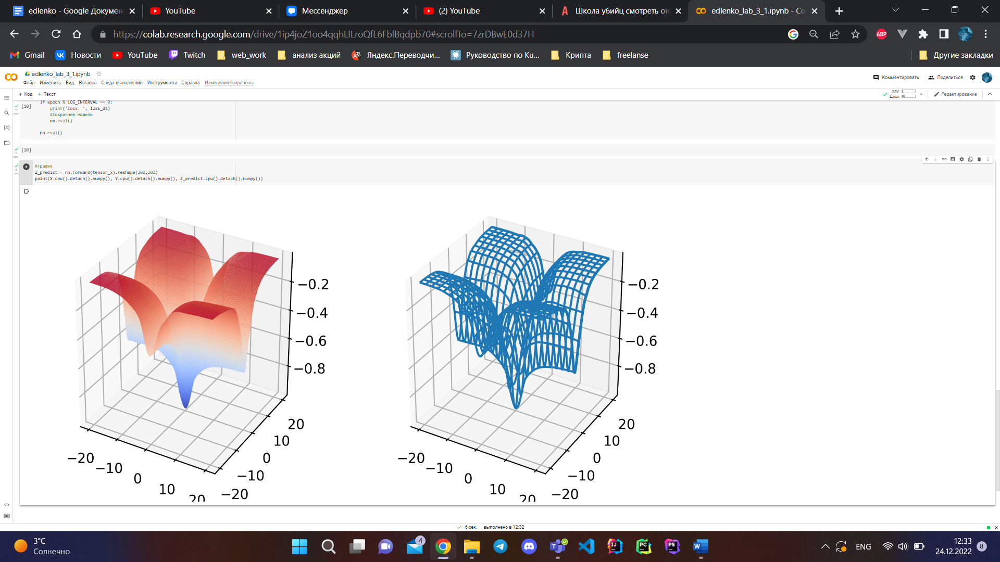 edlenko - Google Докумен
YouTube
Мессенджер
(2) YouTube
Школа убийц смотреть он
edlenko_lab_3_1.ipynb - Co
https://colab.research.google.com/drive/1ip4joZ1oo4qqhLILroQfL6FblBqdpb70#scrollTo=7zrDBwE0d37H
ABP
Gmail
Новости
YouTube
Twitch
web_work
анализ акций
Яндекс.Переводчи...
Руководство по Ku...
Крипта
freelanse
Другие закладки
edlenko_lab_3_1.ipynb
Файл Изменить Вид Вставка Среда выполнения Инструменты Справка Изменения сохранены
Комментировать
Поделиться
+ Код + Текст
ОЗУ
Диск
Редактирование
if epoch % LOG_INTERVAL == 0:
[10]
print('loss: ', loss_dt)
#Сохраянем модель
nn.eval()
nn.eval()
[10]
#график
Z_predict = nn.forward(tensor_x).reshape(202,202)
paint(X.cpu().detach().numpy(), Y.cpu().detach().numpy(), Z_predict.cpu().detach().numpy())
−0.2
−0.4
−0.6
−0.8
20
10
0
−10
−20
−20
−10
0
10
20
−0.2
−0.4
−0.6
−0.8
20
10
0
−10
−20
−20
−10
0
10
20
6 сек. выполнено в 12:32
3°C
Солнечно
4
ENG
12:33
24.12.2022
8